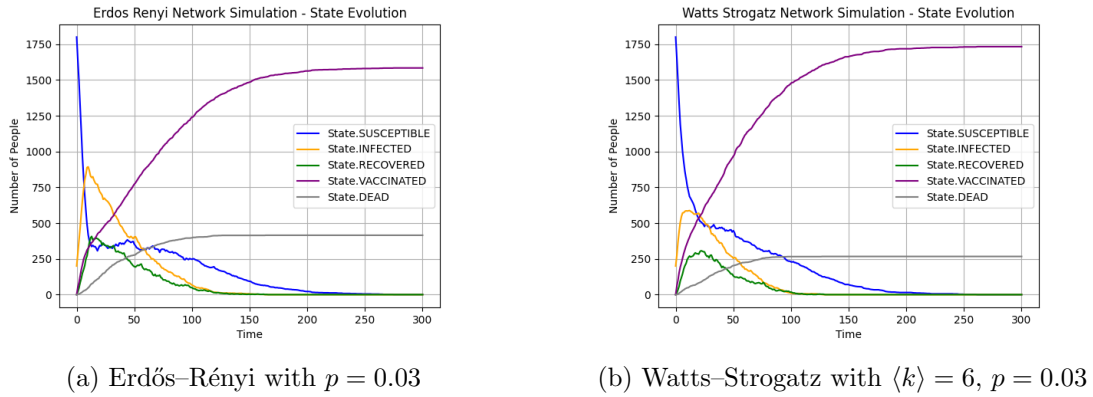 Erdos Renyi Network Simulation - State Evolution
Number of People
1750
1500
1250
1000
750
500
250
0
State.SUSCEPTIBLE
State.INFECTED
State.RECOVERED
State.VACCINATED
State.DEAD
0 50 100 150 200 250 300
Time
(a) Erdős–Rényi with p = 0.03
Watts Strogatz Network Simulation - State Evolution
Number of People
1750
1500
1250
1000
750
500
250
0
State.SUSCEPTIBLE
State.INFECTED
State.RECOVERED
State.VACCINATED
State.DEAD
0 50 100 150 200 250 300
Time
(b) Watts–Strogatz with ⟨k⟩ = 6, p = 0.03